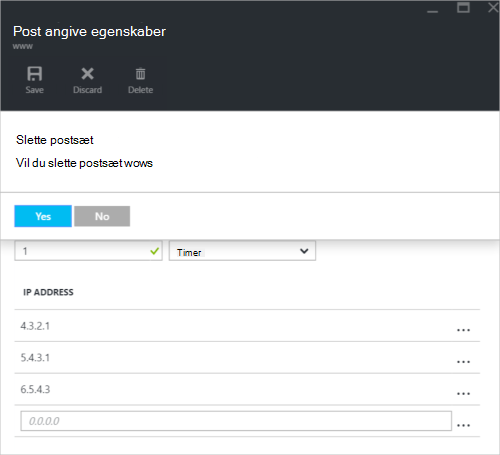 Post angive egenskaber
www
Save Discard Delete
Slette postsæt
Vil du slette postsæt wows
Yes No
1 Timer
IP ADDRESS
4.3.2.1 ...
5.4.3.1 ...
6.5.4.3 ...
0.0.0.0 ...